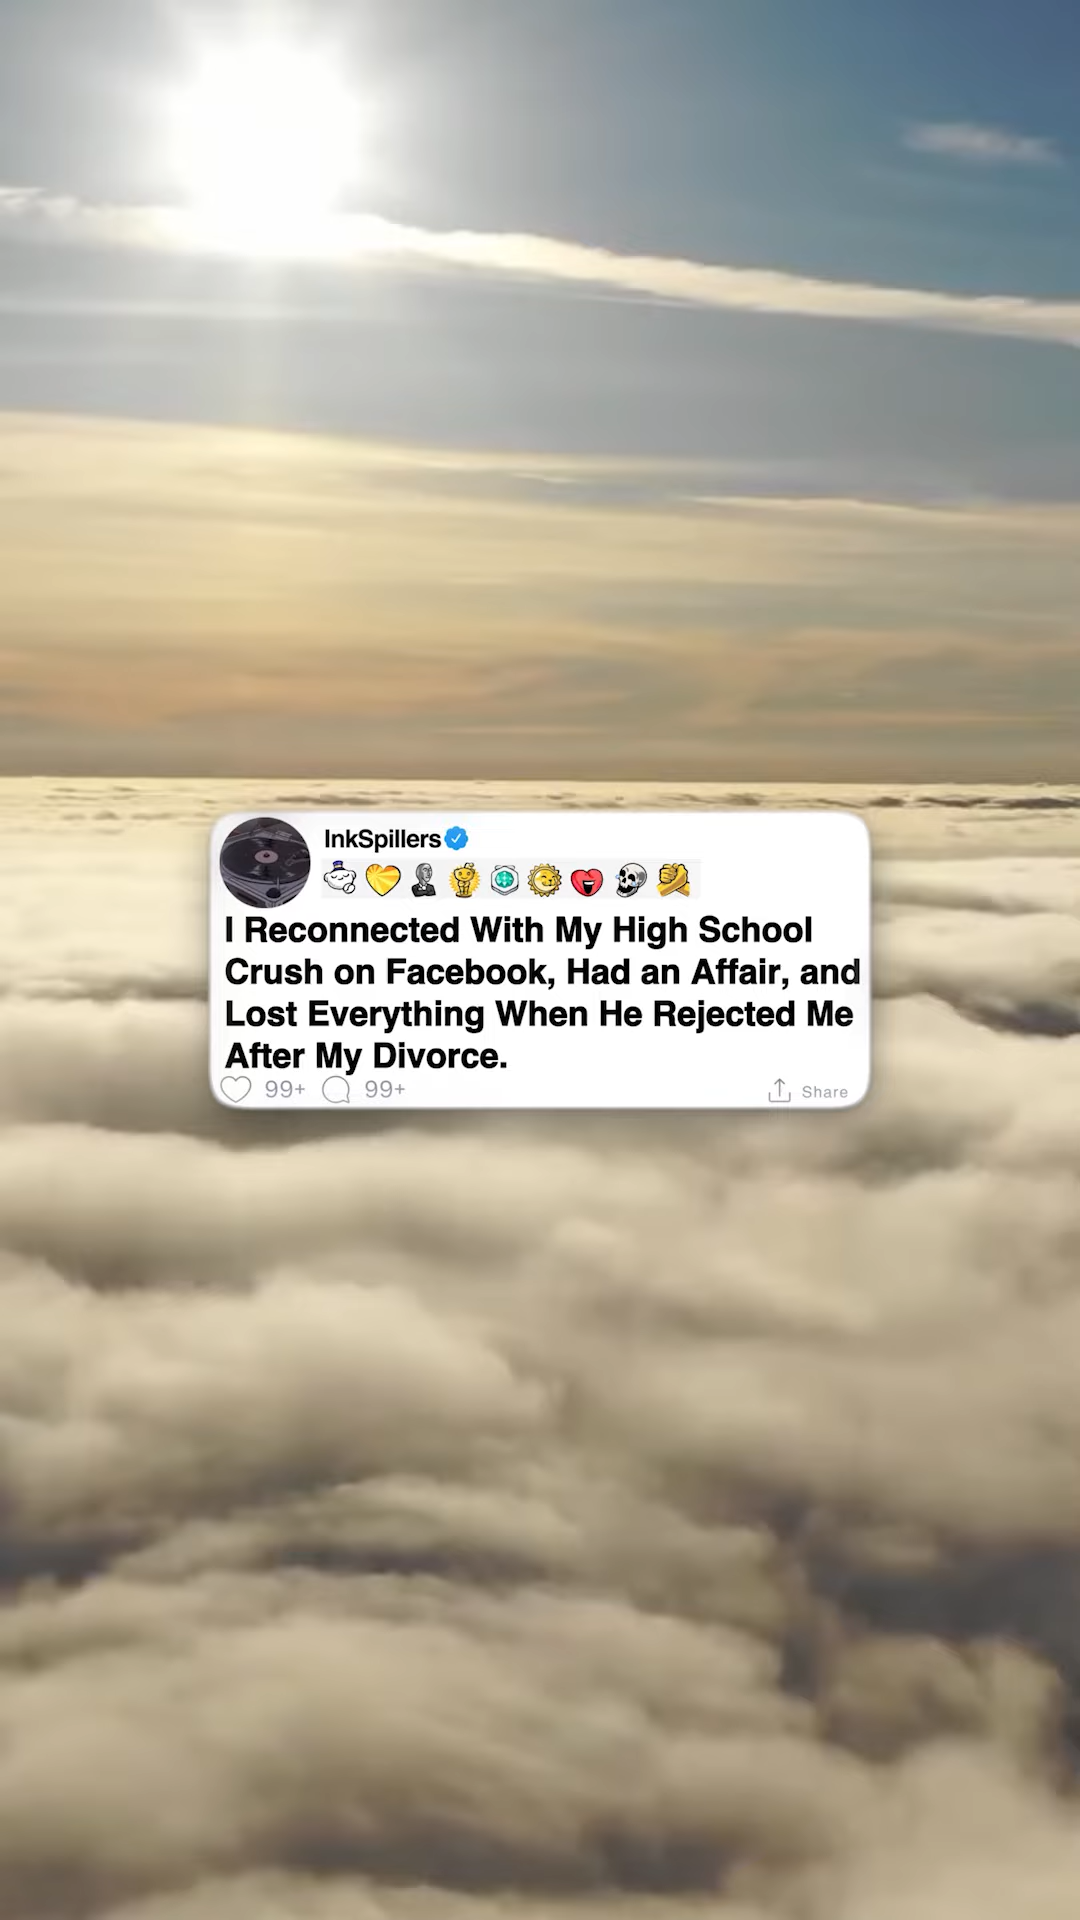 InkSpillers
I Reconnected With My High School
Crush on Facebook, Had an Affair, and
Lost Everything When He Rejected Me
After My Divorce.
99+ 99+ Share